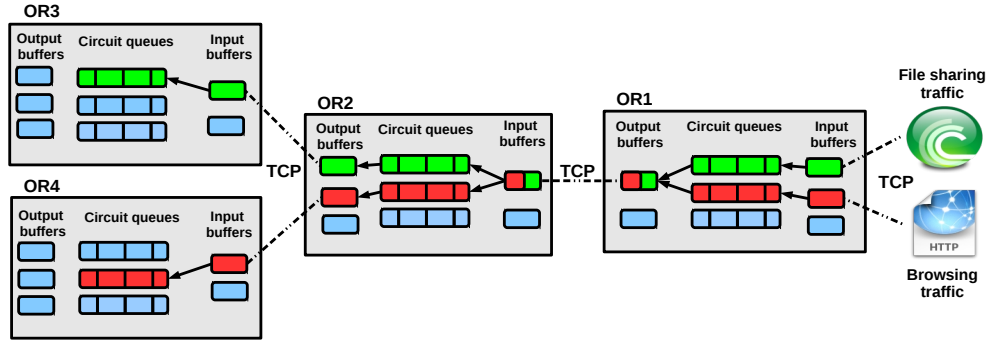 OR3
Output
buffers
Circuit queues
Input
buffers
OR4
Output
buffers
Circuit queues
Input
buffers
TCP
OR2
Output
buffers
Circuit queues
Input
buffers
TCP
OR1
Output
buffers
Circuit queues
Input
buffers
TCP
File sharing
traffic
HTTP
Browsing
traffic